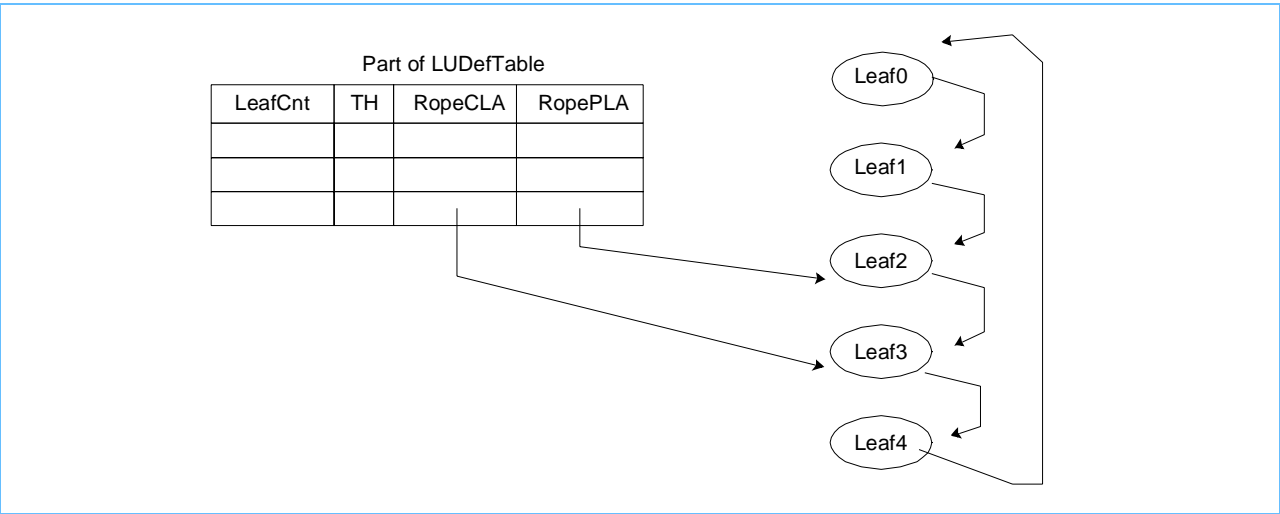 Part of LUDefTable
LeafCnt TH RopeCLA RopePLA
Leaf0
Leaf1
Leaf2
Leaf3
Leaf4